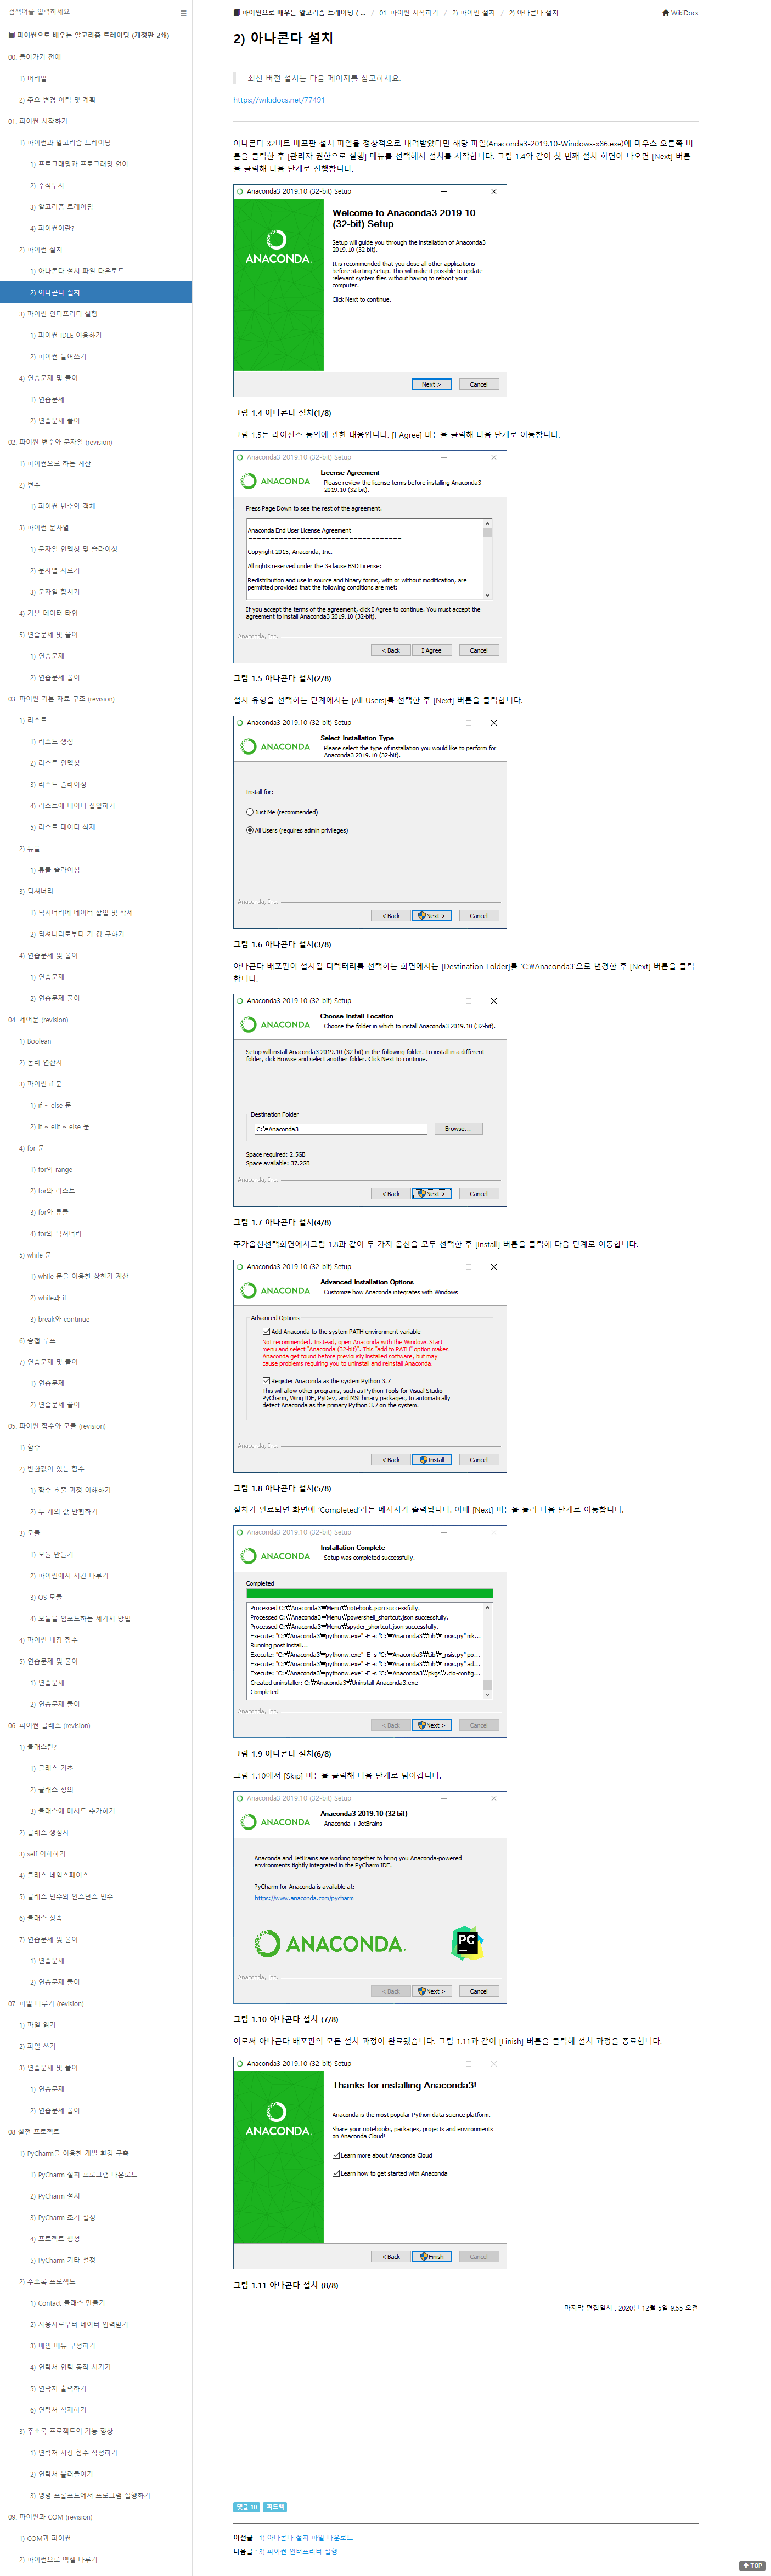 검색어를 입력하세요.
파이썬으로 배우는 알고리즘 트레이딩 (개정판-2쇄)
00. 들어가기 전에
1) 머리말
2) 주요 변경 이력 및 계획
01. 파이썬 시작하기
1) 파이썬과 알고리즘 트레이딩
1) 프로그래밍과 프로그래밍 언어
2) 주식투자
3) 알고리즘 트레이딩
4) 파이썬이란?
2) 파이썬 설치
1) 아나콘다 설치 파일 다운로드
2) 아나콘다 설치
3) 파이썬 인터프리터 실행
1) 파이썬 IDLE 이용하기
2) 파이썬 들여쓰기
4) 연습문제 및 풀이
1) 연습문제
2) 연습문제 풀이
02. 파이썬 변수와 문자열 (revision)
1) 파이썬으로 하는 계산
2) 변수
1) 파이썬 변수와 객체
3) 파이썬 문자열
1) 문자열 인덱싱 및 슬라이싱
2) 문자열 자르기
3) 문자열 합치기
4) 기본 데이터 타입
5) 연습문제 및 풀이
1) 연습문제
2) 연습문제 풀이
03. 파이썬 기본 자료 구조 (revision)
1) 리스트
1) 리스트 생성
2) 리스트 인덱싱
3) 리스트 슬라이싱
4) 리스트에 데이터 삽입하기
5) 리스트 데이터 삭제
2) 튜플
1) 튜플 슬라이싱
3) 딕셔너리
1) 딕셔너리에 데이터 삽입 및 삭제
2) 딕셔너리로부터 키-값 구하기
4) 연습문제 및 풀이
1) 연습문제
2) 연습문제 풀이
04. 제어문 (revision)
1) Boolean
2) 논리 연산자
3) 파이썬 if 문
1) if ~ else 문
2) if ~ elif ~ else 문
4) for 문
1) for와 range
2) for와 리스트
3) for와 튜플
4) for와 딕셔너리
5) while 문
1) while 문을 이용한 상한가 계산
2) while과 if
3) break와 continue
6) 중첩 루프
7) 연습문제 및 풀이
1) 연습문제
2) 연습문제 풀이
05. 파이썬 함수와 모듈 (revision)
1) 함수
2) 반환값이 있는 함수
1) 함수 호출 과정 이해하기
2) 두 개의 값 반환하기
3) 모듈
1) 모듈 만들기
2) 파이썬에서 시간 다루기
3) OS 모듈
4) 모듈을 임포트하는 세가지 방법
4) 파이썬 내장 함수
5) 연습문제 및 풀이
1) 연습문제
2) 연습문제 풀이
06. 파이썬 클래스 (revision)
1) 클래스란?
1) 클래스 기초
2) 클래스 정의
3) 클래스에 메서드 추가하기
2) 클래스 생성자
3) self 이해하기
4) 클래스 네임스페이스
5) 클래스 변수와 인스턴스 변수
6) 클래스 상속
7) 연습문제 및 풀이
1) 연습문제
2) 연습문제 풀이
07. 파일 다루기 (revision)
1) 파일 읽기
2) 파일 쓰기
3) 연습문제 및 풀이
1) 연습문제
2) 연습문제 풀이
08 실전 프로젝트
1) PyCharm을 이용한 개발 환경 구축
1) PyCharm 설치 프로그램 다운로드
2) PyCharm 설치
3) PyCharm 초기 설정
4) 프로젝트 생성
5) PyCharm 기타 설정
2) 주소록 프로젝트
1) Contact 클래스 만들기
2) 사용자로부터 데이터 입력받기
3) 메인 메뉴 구성하기
4) 연락처 입력 동작 시키기
5) 연락처 출력하기
6) 연락처 삭제하기
3) 주소록 프로젝트의 기능 향상
1) 연락처 저장 함수 작성하기
2) 연락처 불러들이기
3) 명령 프롬프트에서 프로그램 실행하기
09. 파이썬과 COM (revision)
1) COM과 파이썬
2) 파이썬으로 엑셀 다루기
파이썬으로 배우는 알고리즘 트레이딩 ( ... / 01. 파이썬 시작하기 / 2) 파이썬 설치 / 2) 아나콘다 설치
WikiDocs
2) 아나콘다 설치
최신 버전 설치는 다음 페이지를 참고하세요.
https://wikidocs.net/77491
아나콘다 32비트 배포판 설치 파일을 정상적으로 내려받았다면 해당 파일(Anaconda3-2019.10-Windows-x86.exe)에 마우스 오른쪽 버
튼을 클릭한 후 [관리자 권한으로 실행] 메뉴를 선택해서 설치를 시작합니다. 그림 1.4와 같이 첫 번째 설치 화면이 나오면 [Next] 버튼
을 클릭해 다음 단계로 진행합니다.
Anaconda3 2019.10 (32-bit) Setup
Welcome to Anaconda3 2019.10
(32-bit) Setup
ANACONDA.
Setup will guide you through the installation of Anaconda3
2019.10 (32-bit).
It is recommended that you close all other applications
before starting Setup. This will make it possible to update
relevant system files without having to reboot your
computer.
Click Next to continue.
Next > Cancel
그림 1.4 아나콘다 설치(1/8)
그림 1.5는 라이선스 동의에 관한 내용입니다. [I Agree] 버튼을 클릭해 다음 단계로 이동합니다.
Anaconda3 2019.10 (32-bit) Setup
ANACONDA
License Agreement
Please review the license terms before installing Anaconda3
2019.10 (32-bit).
Press Page Down to see the rest of the agreement.
===================================
Anaconda End User License Agreement
===================================
Copyright 2015, Anaconda, Inc.
All rights reserved under the 3-clause BSD License:
Redistribution and use in source and binary forms, with or without modification, are
permitted provided that the following conditions are met:
If you accept the terms of the agreement, click I Agree to continue. You must accept the
agreement to install Anaconda3 2019.10 (32-bit).
Anaconda, Inc.
< Back I Agree Cancel
그림 1.5 아나콘다 설치(2/8)
설치 유형을 선택하는 단계에서는 [All Users]를 선택한 후 [Next] 버튼을 클릭합니다.
Anaconda3 2019.10 (32-bit) Setup
ANACONDA
Select Installation Type
Please select the type of installation you would like to perform for
Anaconda3 2019.10 (32-bit).
Install for:
Just Me (recommended)
All Users (requires admin privileges)
Anaconda, Inc.
< Back Next > Cancel
그림 1.6 아나콘다 설치(3/8)
아나콘다 배포판이 설치될 디렉터리를 선택하는 화면에서는 [Destination Folder]를 'C:₩Anaconda3'으로 변경한 후 [Next] 버튼을 클릭
합니다.
Anaconda3 2019.10 (32-bit) Setup
ANACONDA
Choose Install Location
Choose the folder in which to install Anaconda3 2019.10 (32-bit).
Setup will install Anaconda3 2019.10 (32-bit) in the following folder. To install in a different
folder, click Browse and select another folder. Click Next to continue.
Destination Folder
C:₩Anaconda3 Browse...
Space required: 2.5GB
Space available: 37.2GB
Anaconda, Inc.
< Back Next > Cancel
그림 1.7 아나콘다 설치(4/8)
추가옵션선택화면에서그림 1.8과 같이 두 가지 옵션을 모두 선택한 후 [Install] 버튼을 클릭해 다음 단계로 이동합니다.
Anaconda3 2019.10 (32-bit) Setup
ANACONDA
Advanced Installation Options
Customize how Anaconda integrates with Windows
Advanced Options
Add Anaconda to the system PATH environment variable
Not recommended. Instead, open Anaconda with the Windows Start
menu and select "Anaconda (32-bit)". This "add to PATH" option makes
Anaconda get found before previously installed software, but may
cause problems requiring you to uninstall and reinstall Anaconda.
Register Anaconda as the system Python 3.7
This will allow other programs, such as Python Tools for Visual Studio
PyCharm, Wing IDE, PyDev, and MSI binary packages, to automatically
detect Anaconda as the primary Python 3.7 on the system.
Anaconda, Inc.
< Back Install Cancel
그림 1.8 아나콘다 설치(5/8)
설치가 완료되면 화면에 'Completed'라는 메시지가 출력됩니다. 이때 [Next] 버튼을 눌러 다음 단계로 이동합니다.
Anaconda3 2019.10 (32-bit) Setup
ANACONDA
Installation Complete
Setup was completed successfully.
Completed
Processed C:₩Anaconda3₩Menu₩notebook.json successfully.
Processed C:₩Anaconda3₩Menu₩powershell_shortcut.json successfully.
Processed C:₩Anaconda3₩Menu₩spyder_shortcut.json successfully.
Execute: "C:₩Anaconda3₩pythonw.exe" -E -s "C:₩Anaconda3₩Lib₩_nsis.py" mk...
Running post install...
Execute: "C:₩Anaconda3₩pythonw.exe" -E -s "C:₩Anaconda3₩Lib₩_nsis.py" po...
Execute: "C:₩Anaconda3₩pythonw.exe" -E -s "C:₩Anaconda3₩Lib₩_nsis.py" ad...
Execute: "C:₩Anaconda3₩pythonw.exe" -E -s "C:₩Anaconda3₩pkgs₩.cio-config...
Created uninstaller: C:₩Anaconda3₩Uninstall-Anaconda3.exe
Completed
Anaconda, Inc.
< Back Next > Cancel
그림 1.9 아나콘다 설치(6/8)
그림 1.10에서 [Skip] 버튼을 클릭해 다음 단계로 넘어갑니다.
Anaconda3 2019.10 (32-bit) Setup
ANACONDA
Anaconda3 2019.10 (32-bit)
Anaconda + JetBrains
Anaconda and JetBrains are working together to bring you Anaconda-powered
environments tightly integrated in the PyCharm IDE.
PyCharm for Anaconda is available at:
https://www.anaconda.com/pycharm
ANACONDA. PC
Anaconda, Inc.
< Back Next > Cancel
그림 1.10 아나콘다 설치 (7/8)
이로써 아나콘다 배포판의 모든 설치 과정이 완료됐습니다. 그림 1.11과 같이 [Finish] 버튼을 클릭해 설치 과정을 종료합니다.
Anaconda3 2019.10 (32-bit) Setup
Thanks for installing Anaconda3!
ANACONDA.
Anaconda is the most popular Python data science platform.
Share your notebooks, packages, projects and environments
on Anaconda Cloud!
Learn more about Anaconda Cloud
Learn how to get started with Anaconda
< Back Finish Cancel
그림 1.11 아나콘다 설치 (8/8)
마지막 편집일시 : 2020년 12월 5일 9:55 오전
댓글 10 피드백
이전글 : 1) 아나콘다 설치 파일 다운로드
다음글 : 3) 파이썬 인터프리터 실행
TOP